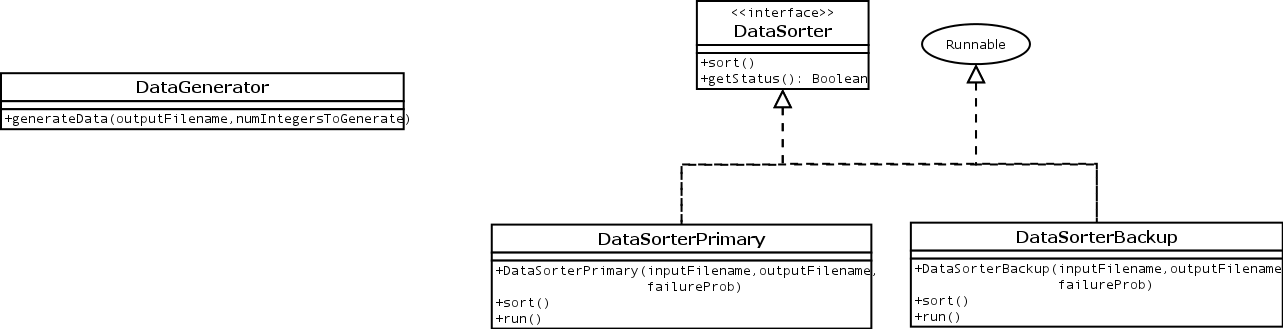 <<interface>>
DataSorter
+sort()
+getStatus(): Boolean
Runnable
DataGenerator
+generateData(outputFilename,numIntegersToGenerate)
DataSorterPrimary
+DataSorterPrimary(inputFilename,outputFilename,
failureProb)
+sort()
+run()
DataSorterBackup
+DataSorterBackup(inputFilename,outputFilename
failureProb)
+sort()
+run()